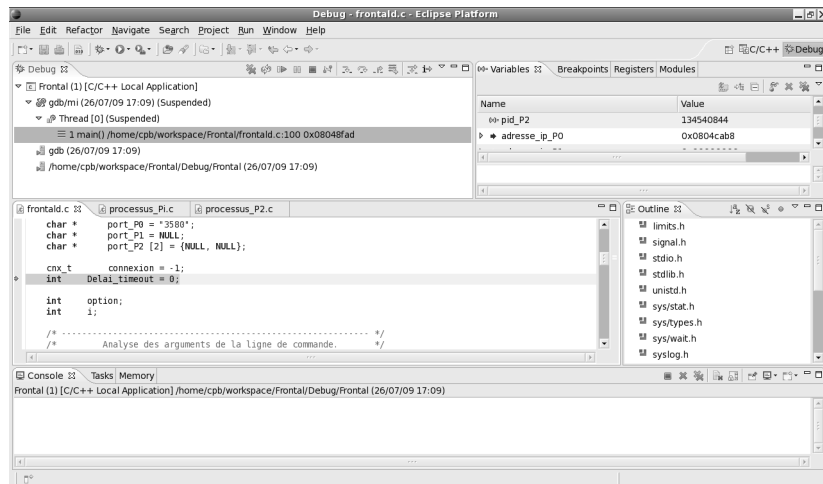 Debug - frontald.c - Eclipse Platform
File Edit Refactor Navigate Search Project Run Window Help
C/C++ Debug
Debug
Frontal (1) [C/C++ Local Application]
gdb/mi (26/07/09 17:09) (Suspended)
Thread [0] (Suspended)
1 main() /home/cpb/workspace/Frontal/frontald.c:100 0x08048fad
gdb (26/07/09 17:09)
/home/cpb/workspace/Frontal/Debug/Frontal (26/07/09 17:09)
Variables Breakpoints Registers Modules
Name Value
pid_P2 134540844
adresse_ip_P0 0x0804cab8
frontald.c processus_Pi.c processus_P2.c
char * port_P0 = "3580";
char * port_P1 = NULL;
char * port_P2 [2] = {NULL, NULL};
cnx_t connexion = -1;
int Delai_timeout = 0;
int option;
int i;
/* ------------------------------------------------------------ */
/* Analyse des arguments de la ligne de commande. */
Outline
limits.h
signal.h
stdio.h
stdlib.h
unistd.h
sys/stat.h
sys/types.h
sys/wait.h
syslog.h
Console Tasks Memory
Frontal (1) [C/C++ Local Application] /home/cpb/workspace/Frontal/Debug/Frontal (26/07/09 17:09)